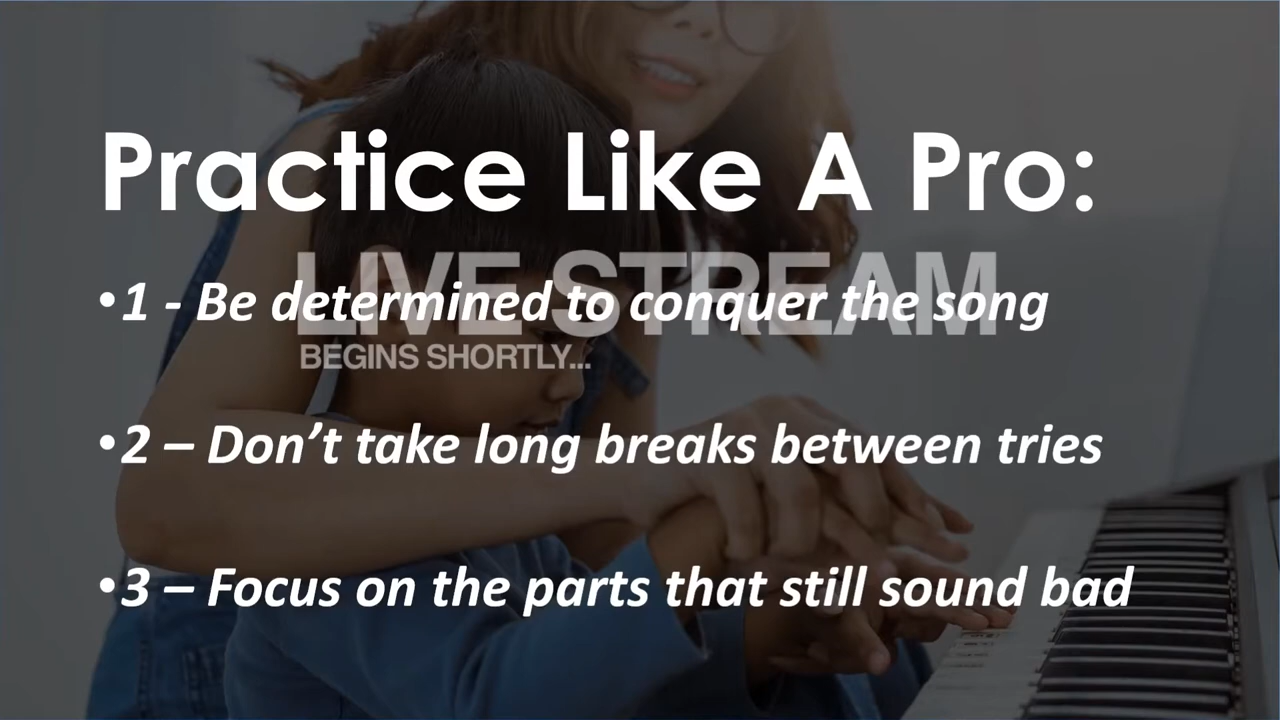 Practice Like A Pro:
LIVE STREAM
•1 - Be determined to conquer the song
BEGINS SHORTLY...
•2 – Don’t take long breaks between tries
•3 – Focus on the parts that still sound bad